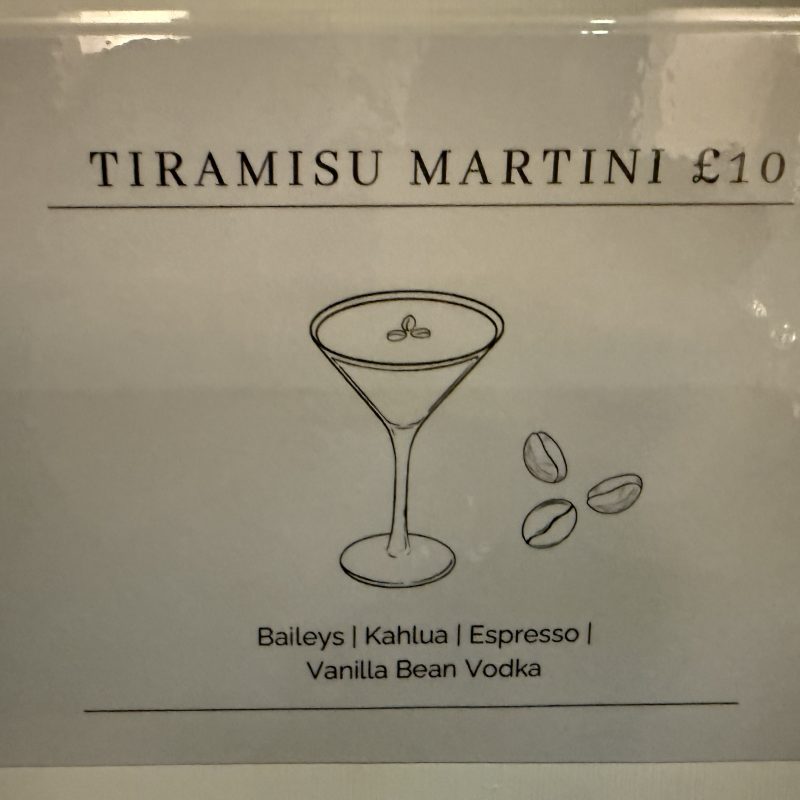 TIRAMISU MARTINI £10
Baileys | Kahlua | Espresso |
Vanilla Bean Vodka